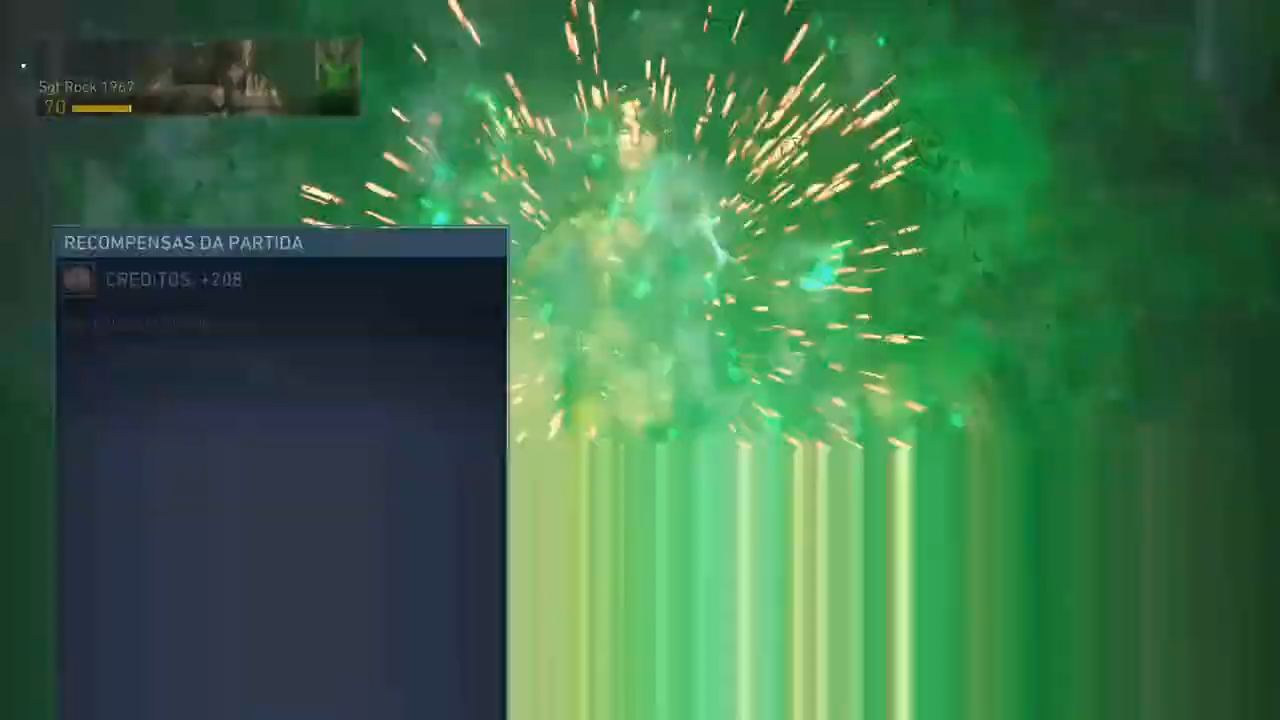 Sgt Rock 1967
70
RECOMPENSAS DA PARTIDA
CRÉDITOS: +208